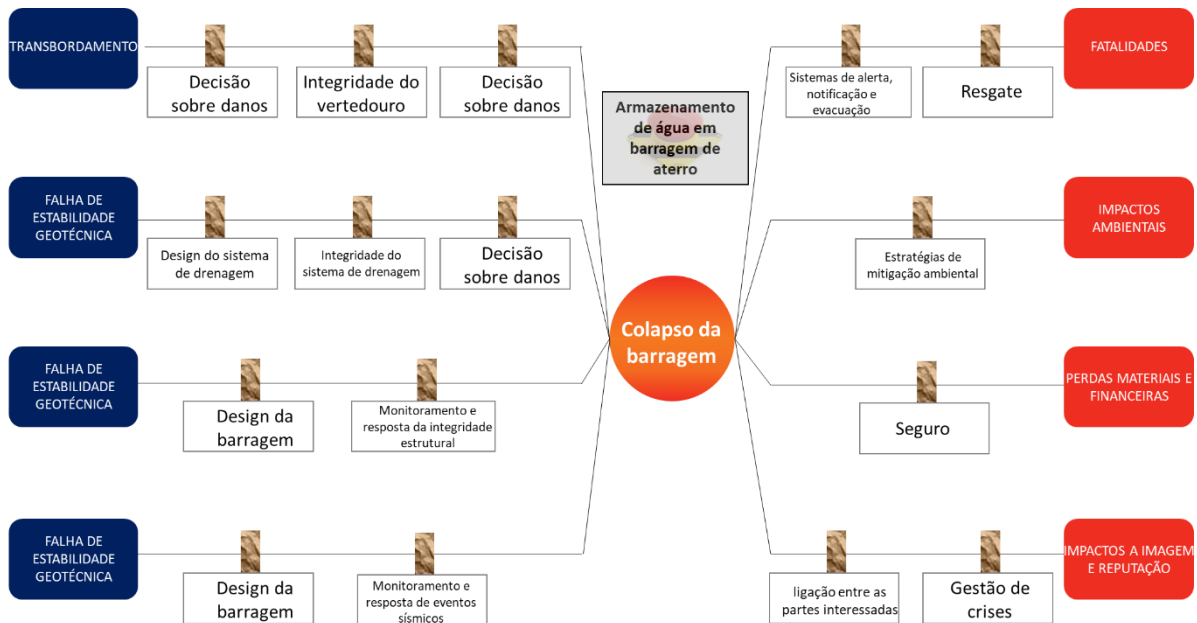 TRANSBORDAMENTO
Decisão
sobre danos
Integridade do
vertedouro
Decisão
sobre danos
Armazenamento
de água em
barragem de
aterro
Sistemas de alerta,
notificação e
evacuação
Resgate
FATALIDADES
FALHA DE
ESTABILIDADE
GEOTÉCNICA
Design do sistema
de drenagem
Integridade do
sistema de drenagem
Decisão
sobre danos
Estratégias de
mitigação ambiental
IMPACTOS
AMBIENTAIS
Colapso da
barragem
FALHA DE
ESTABILIDADE
GEOTÉCNICA
Design da
barragem
Monitoramento e
resposta da integridade
estrutural
Seguro
PERDAS MATERIAIS E
FINANCEIRAS
FALHA DE
ESTABILIDADE
GEOTÉCNICA
Design da
barragem
Monitoramento e
resposta de eventos
sísmicos
ligação entre as
partes interessadas
Gestão de
crises
IMPACTOS A IMAGEM
E REPUTAÇÃO